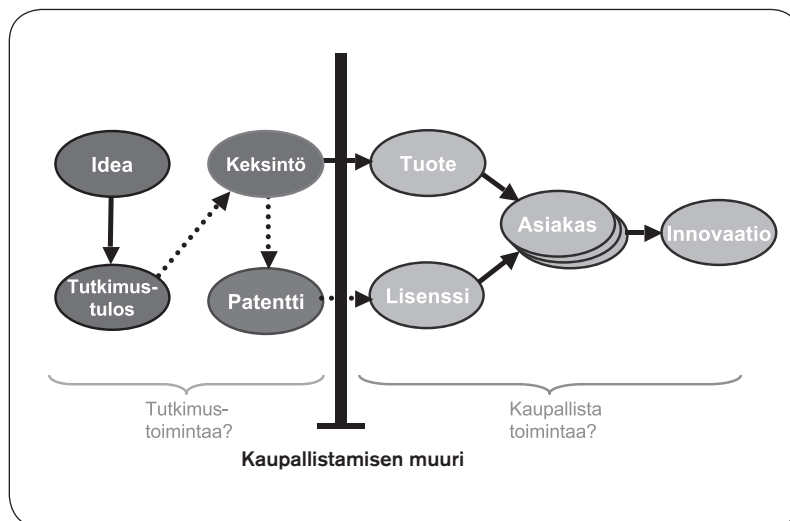 Idea
Keksintö
Tuote
Asiakas
Innovaatio
Tutkimus-
tulos
Patentti
Lisenssi
Tutkimus-
toimintaa?
Kaupallista
toimintaa?
Kaupallistamisen muuri